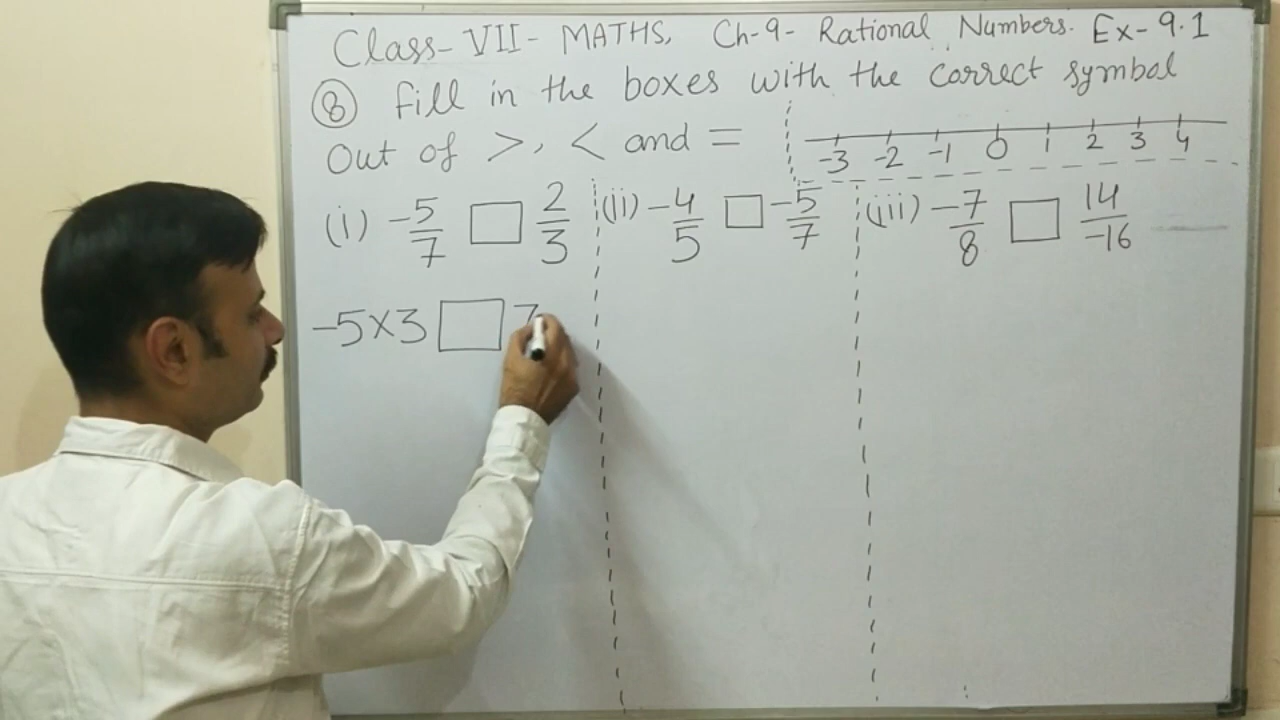 Class-VII- MATHS, Ch-9- Rational Numbers. Ex-9.1
⑧ Fill in the boxes with the correct symbol
Out of >, < and =
-3 -2 -1 0 1 2 3 4
(i) -5/7 □ 2/3 (ii) -4/5 □ -5/7 (iii) -7/8 □ 14/-16
-5×3 □ 7